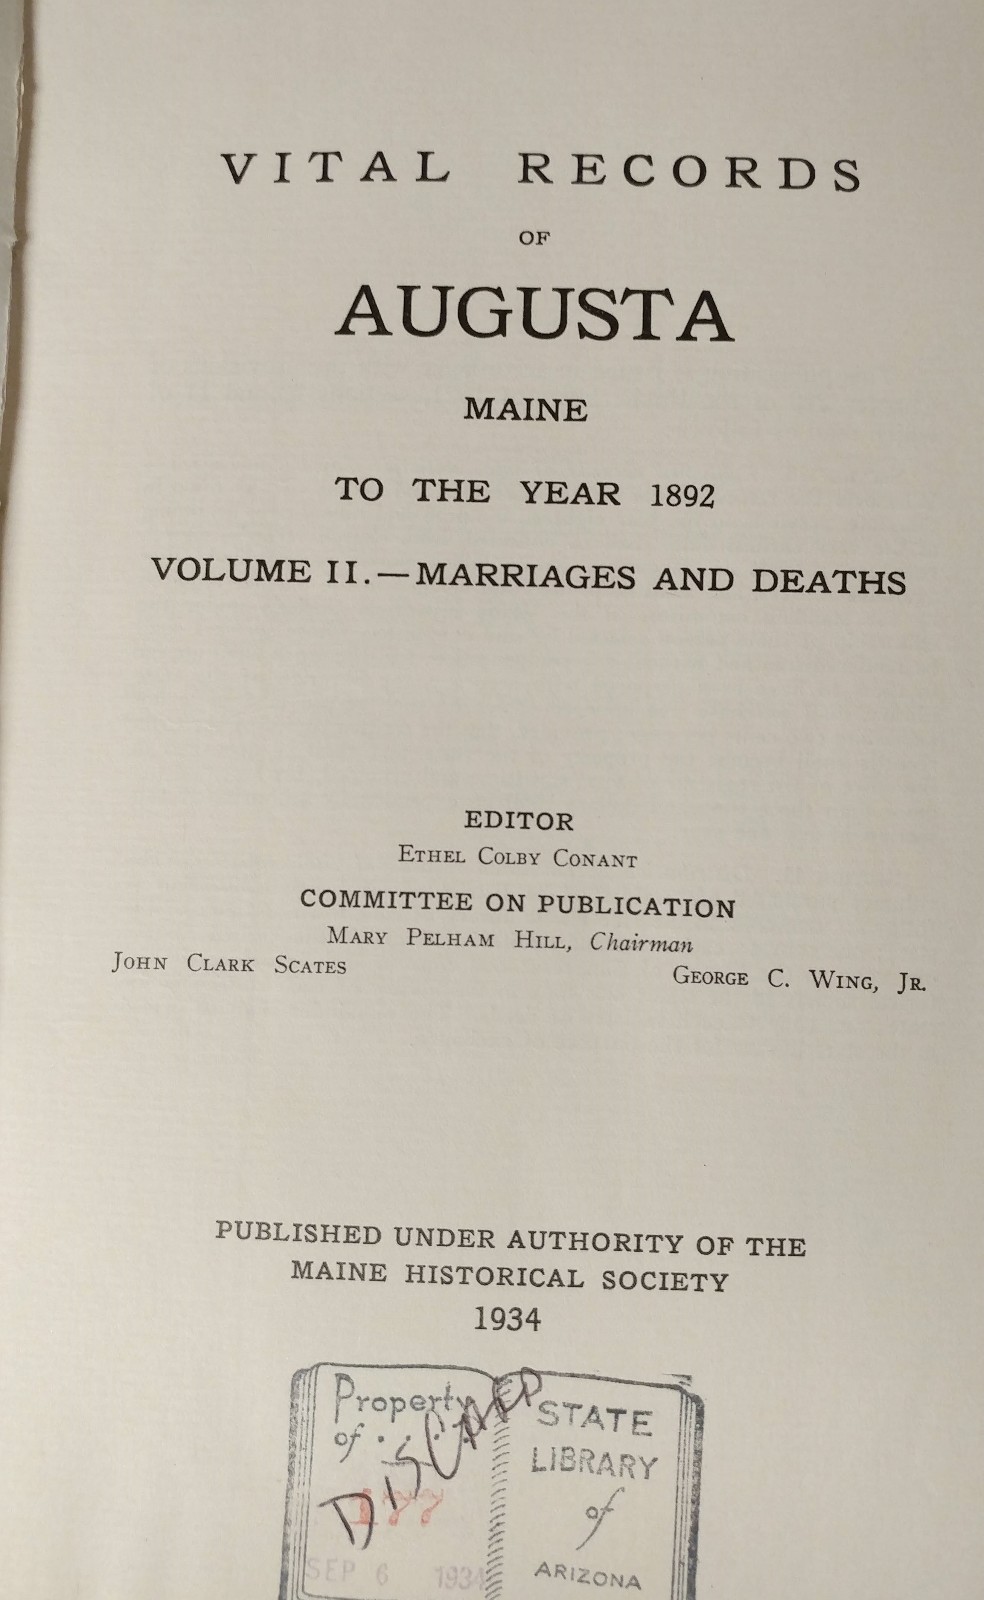 VITAL RECORDS
OF
AUGUSTA
MAINE
TO THE YEAR 1892
VOLUME II.—MARRIAGES AND DEATHS
EDITOR
ETHEL COLBY CONANT
COMMITTEE ON PUBLICATION
MARY PELHAM HILL, Chairman
JOHN CLARK SCATES GEORGE C. WING, JR.
PUBLISHED UNDER AUTHORITY OF THE
MAINE HISTORICAL SOCIETY
1934
Property
of . . . .
177
SEP 6 1934
STATE
LIBRARY
of
ARIZONA